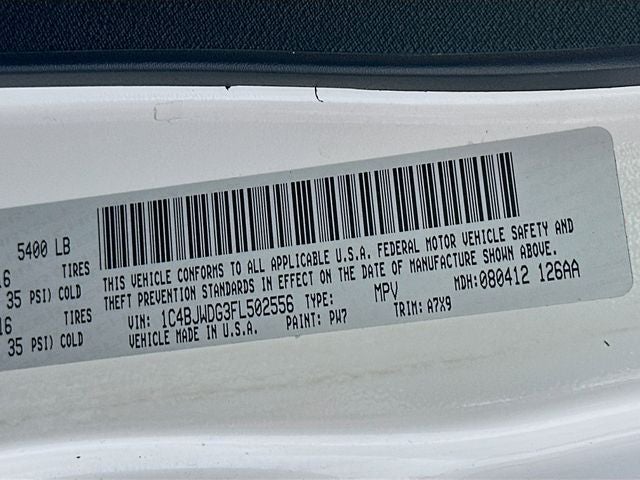 5400 LB
16 TIRES
35 PSI) COLD
16 TIRES
35 PSI) COLD
THIS VEHICLE CONFORMS TO ALL APPLICABLE U.S.A. FEDERAL MOTOR VEHICLE SAFETY AND
THEFT PREVENTION STANDARDS IN EFFECT ON THE DATE OF MANUFACTURE SHOWN ABOVE.
VIN: 1C4BJWDG3FL502556 TYPE: MPV MDH: 080412 126AA
VEHICLE MADE IN U.S.A. PAINT: PW7 TRIM: A7X9